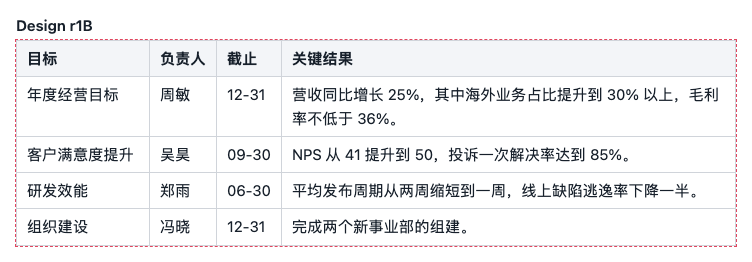 Design r1B
目标 负责人 截止 关键结果
年度经营目标 周敏 12-31 营收同比增长 25%，其中海外业务占比提升到 30% 以上，毛利
率不低于 36%。
客户满意度提升 吴昊 09-30 NPS 从 41 提升到 50，投诉一次解决率达到 85%。
研发效能 郑雨 06-30 平均发布周期从两周缩短到一周，线上缺陷逃逸率下降一半。
组织建设 冯晓 12-31 完成两个新事业部的组建。